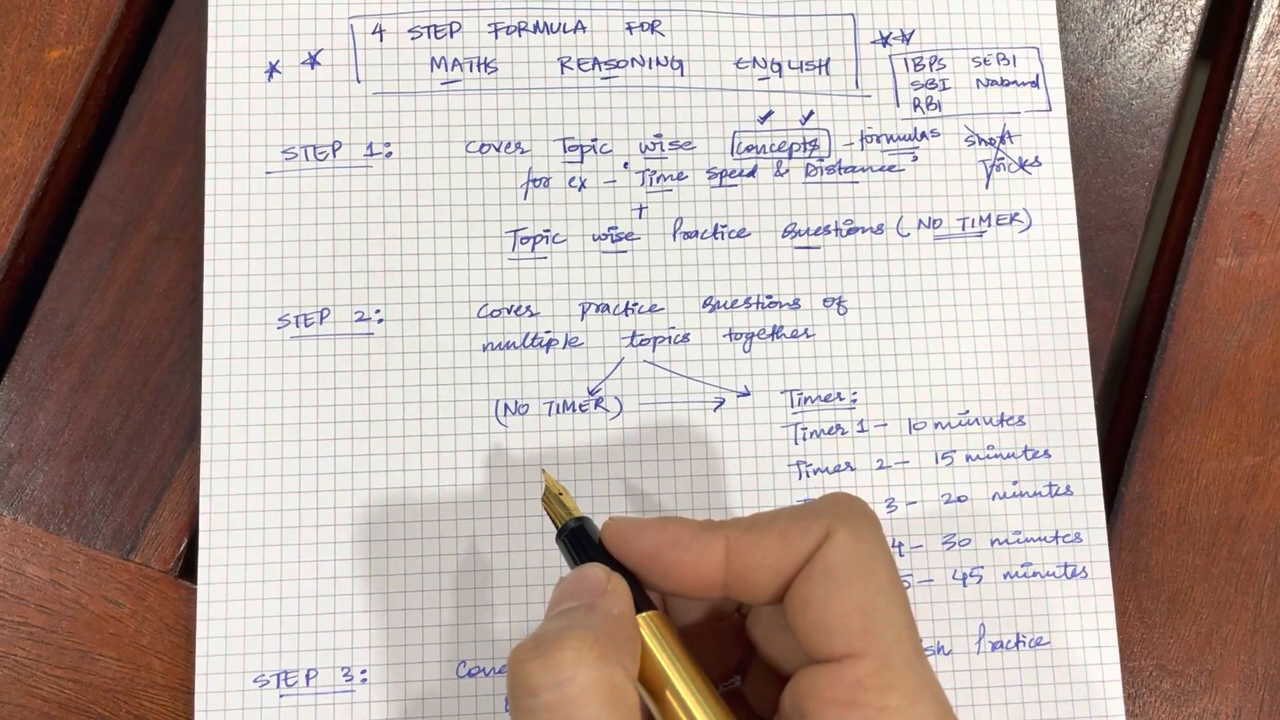 4 STEP FORMULA FOR
MATHS REASONING ENGLISH
IBPS SEBI
SBI Nabard
RBI
STEP 1: cover Topic wise concepts - formulas short
for ex - 'Time speed & Distance' Tricks
+
Topic wise Practice Questions (NO TIMER)
STEP 2: cover practice Questions of
multiple topics together
(NO TIMER) Timer:
Timer 1 - 10 minutes
Timer 2 - 15 minutes
3 - 20 minutes
4 - 30 minutes
5 - 45 minutes
STEP 3: Practice